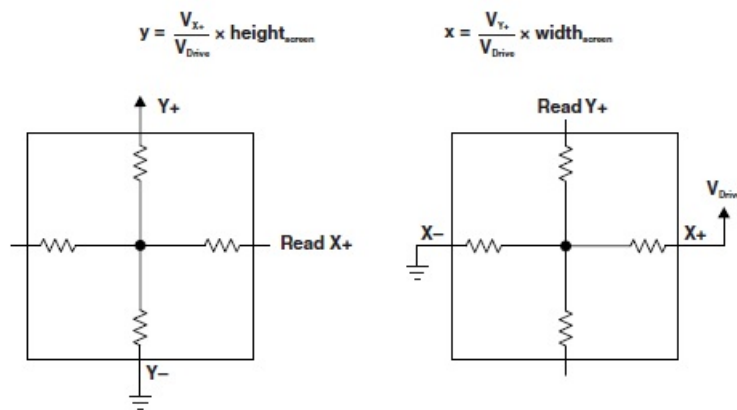 y = V_X+ / V_Drive × height_screen
x = V_Y+ / V_Drive × width_screen
Y+
Read X+
Y–
Read Y+
X–
X+
V_Drive